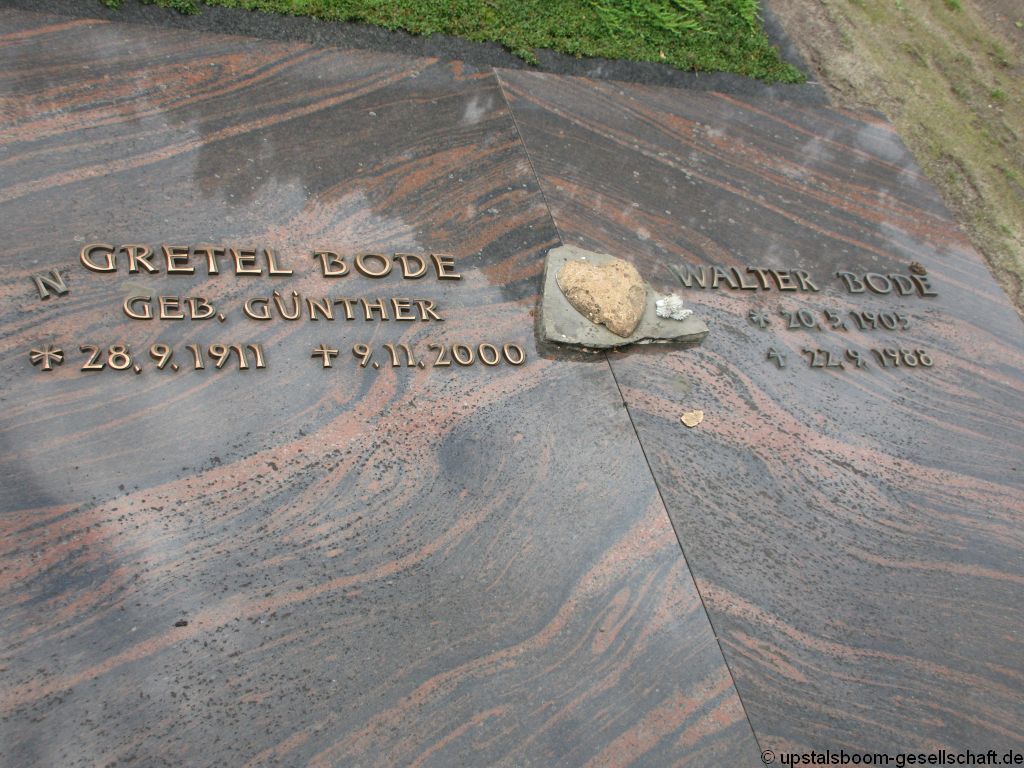 N
GRETEL BODE
GEB. GÜNTHER
* 28.9.1911 + 9.11.2000
WALTER BODE
* 20.5.1905
+ 22.9.1988
© upstalsboom-gesellschaft.de